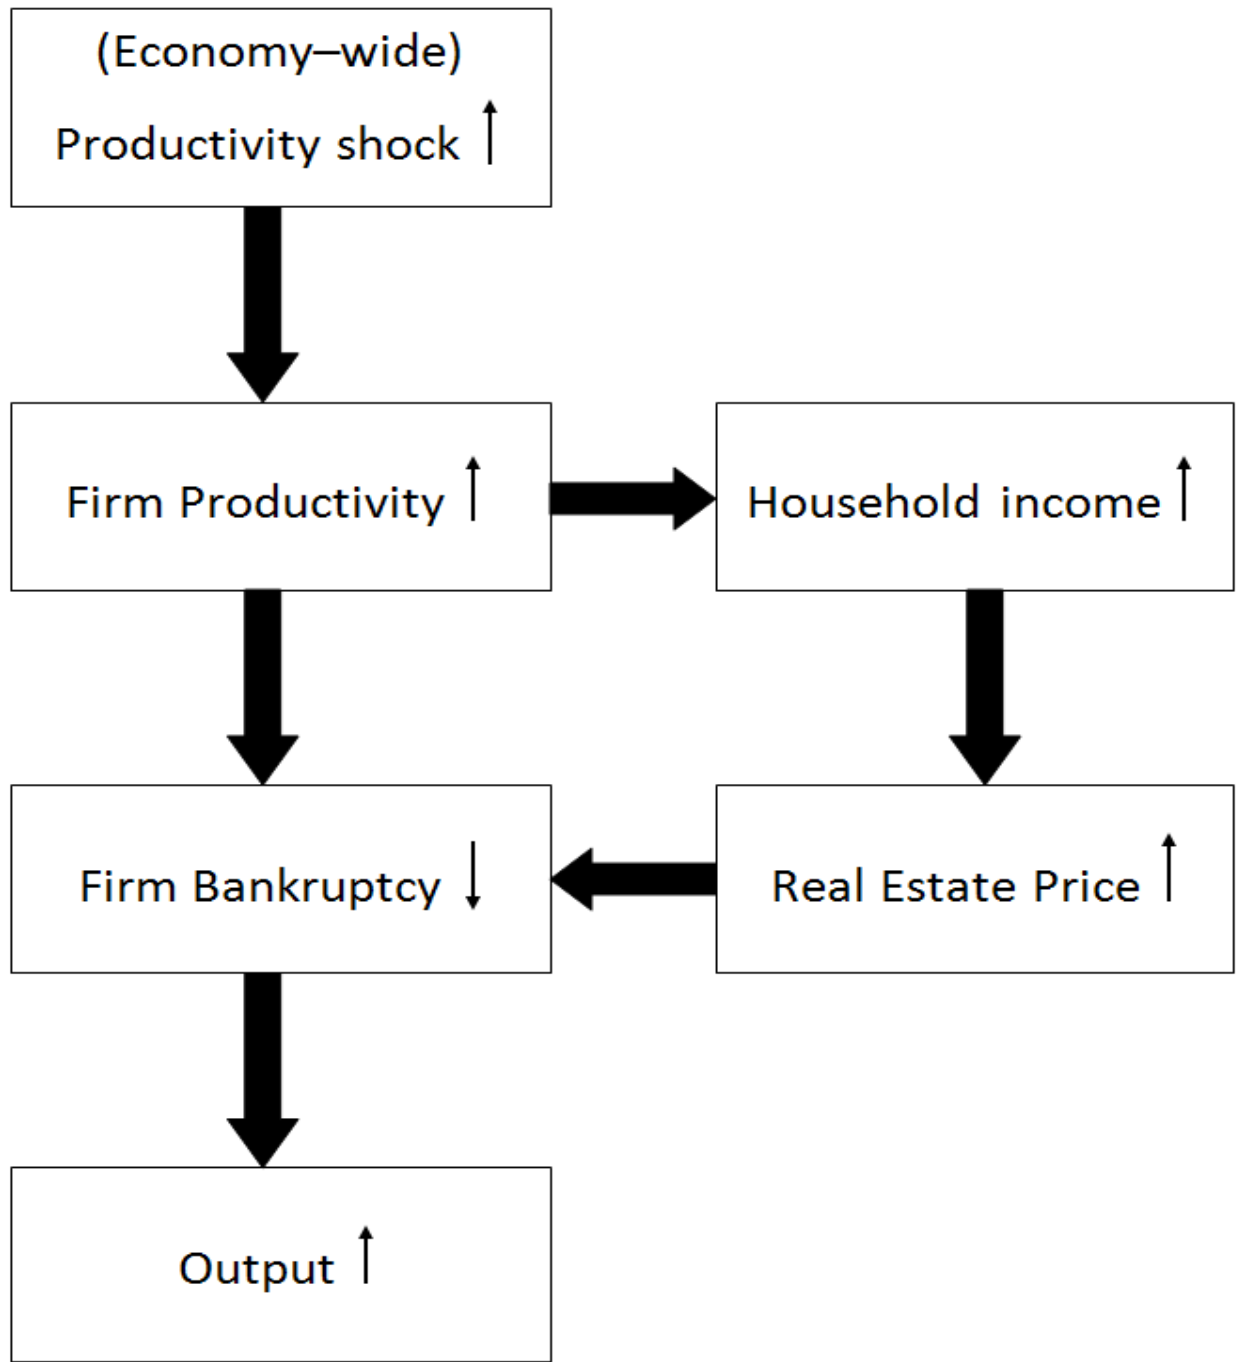 (Economy–wide)
Productivity shock ↑
Firm Productivity ↑
Household income ↑
Firm Bankruptcy ↓
Real Estate Price ↑
Output ↑